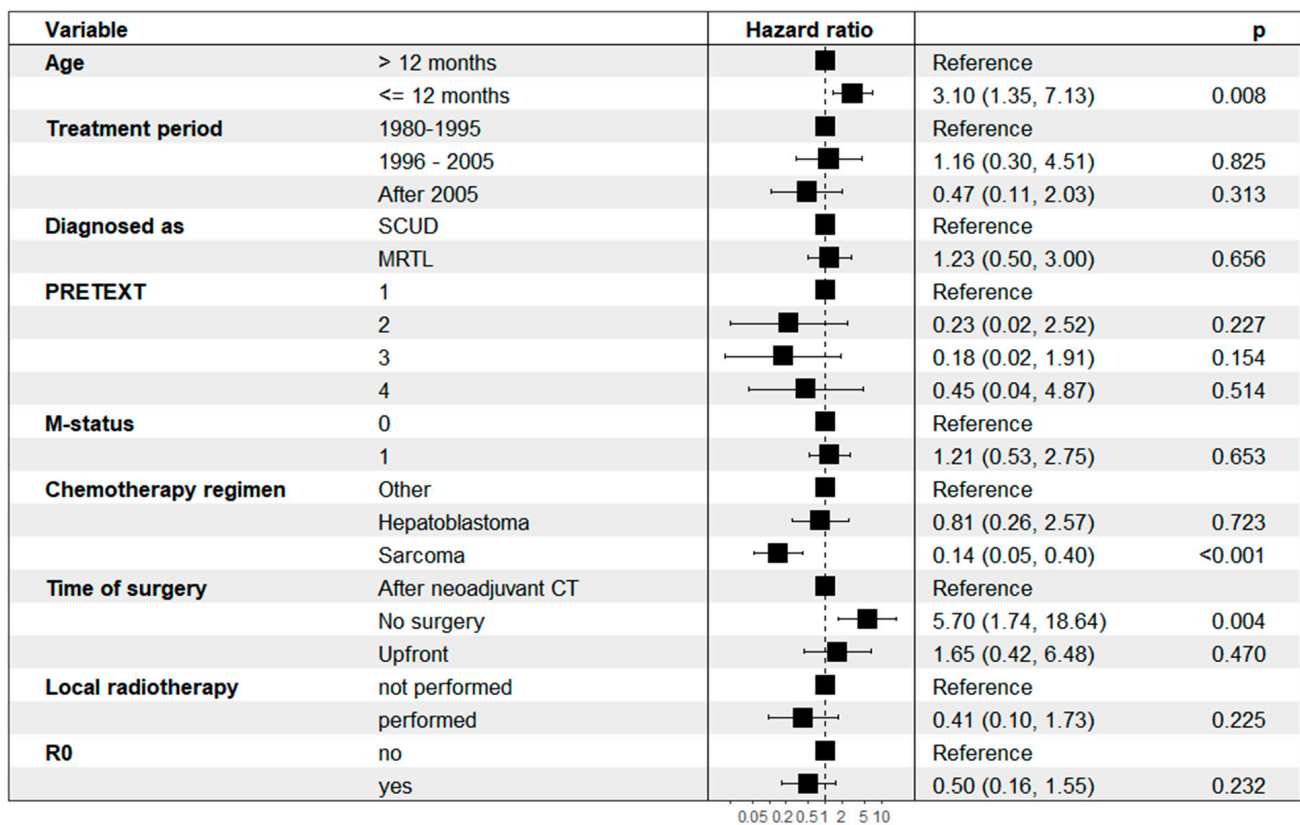 Variable Hazard ratio p
Age > 12 months Reference
<= 12 months 3.10 (1.35, 7.13) 0.008
Treatment period 1980-1995 Reference
1996 - 2005 1.16 (0.30, 4.51) 0.825
After 2005 0.47 (0.11, 2.03) 0.313
Diagnosed as SCUD Reference
MRTL 1.23 (0.50, 3.00) 0.656
PRETEXT 1 Reference
2 0.23 (0.02, 2.52) 0.227
3 0.18 (0.02, 1.91) 0.154
4 0.45 (0.04, 4.87) 0.514
M-status 0 Reference
1 1.21 (0.53, 2.75) 0.653
Chemotherapy regimen Other Reference
Hepatoblastoma 0.81 (0.26, 2.57) 0.723
Sarcoma 0.14 (0.05, 0.40) <0.001
Time of surgery After neoadjuvant CT Reference
No surgery 5.70 (1.74, 18.64) 0.004
Upfront 1.65 (0.42, 6.48) 0.470
Local radiotherapy not performed Reference
performed 0.41 (0.10, 1.73) 0.225
R0 no Reference
yes 0.50 (0.16, 1.55) 0.232
0.05 0.2 0.5 1 2 5 10